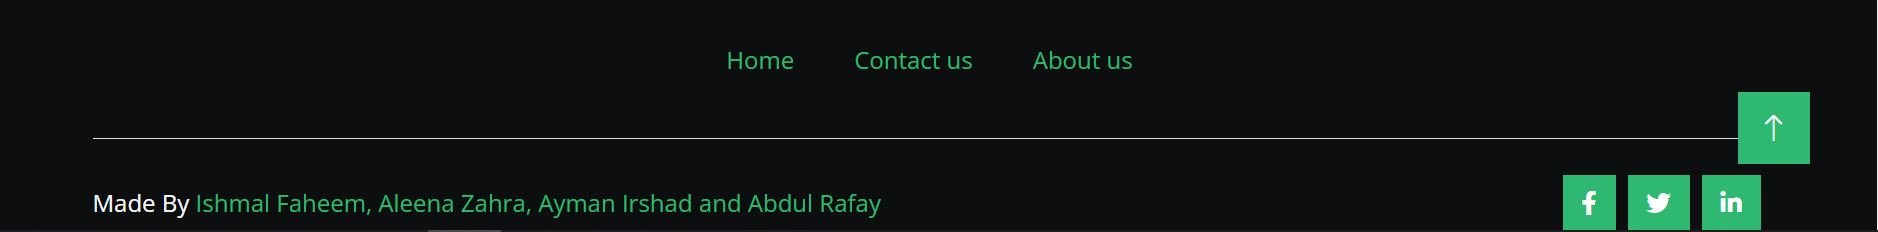 Home Contact us About us
Made By Ishmal Faheem, Aleena Zahra, Ayman Irshad and Abdul Rafay